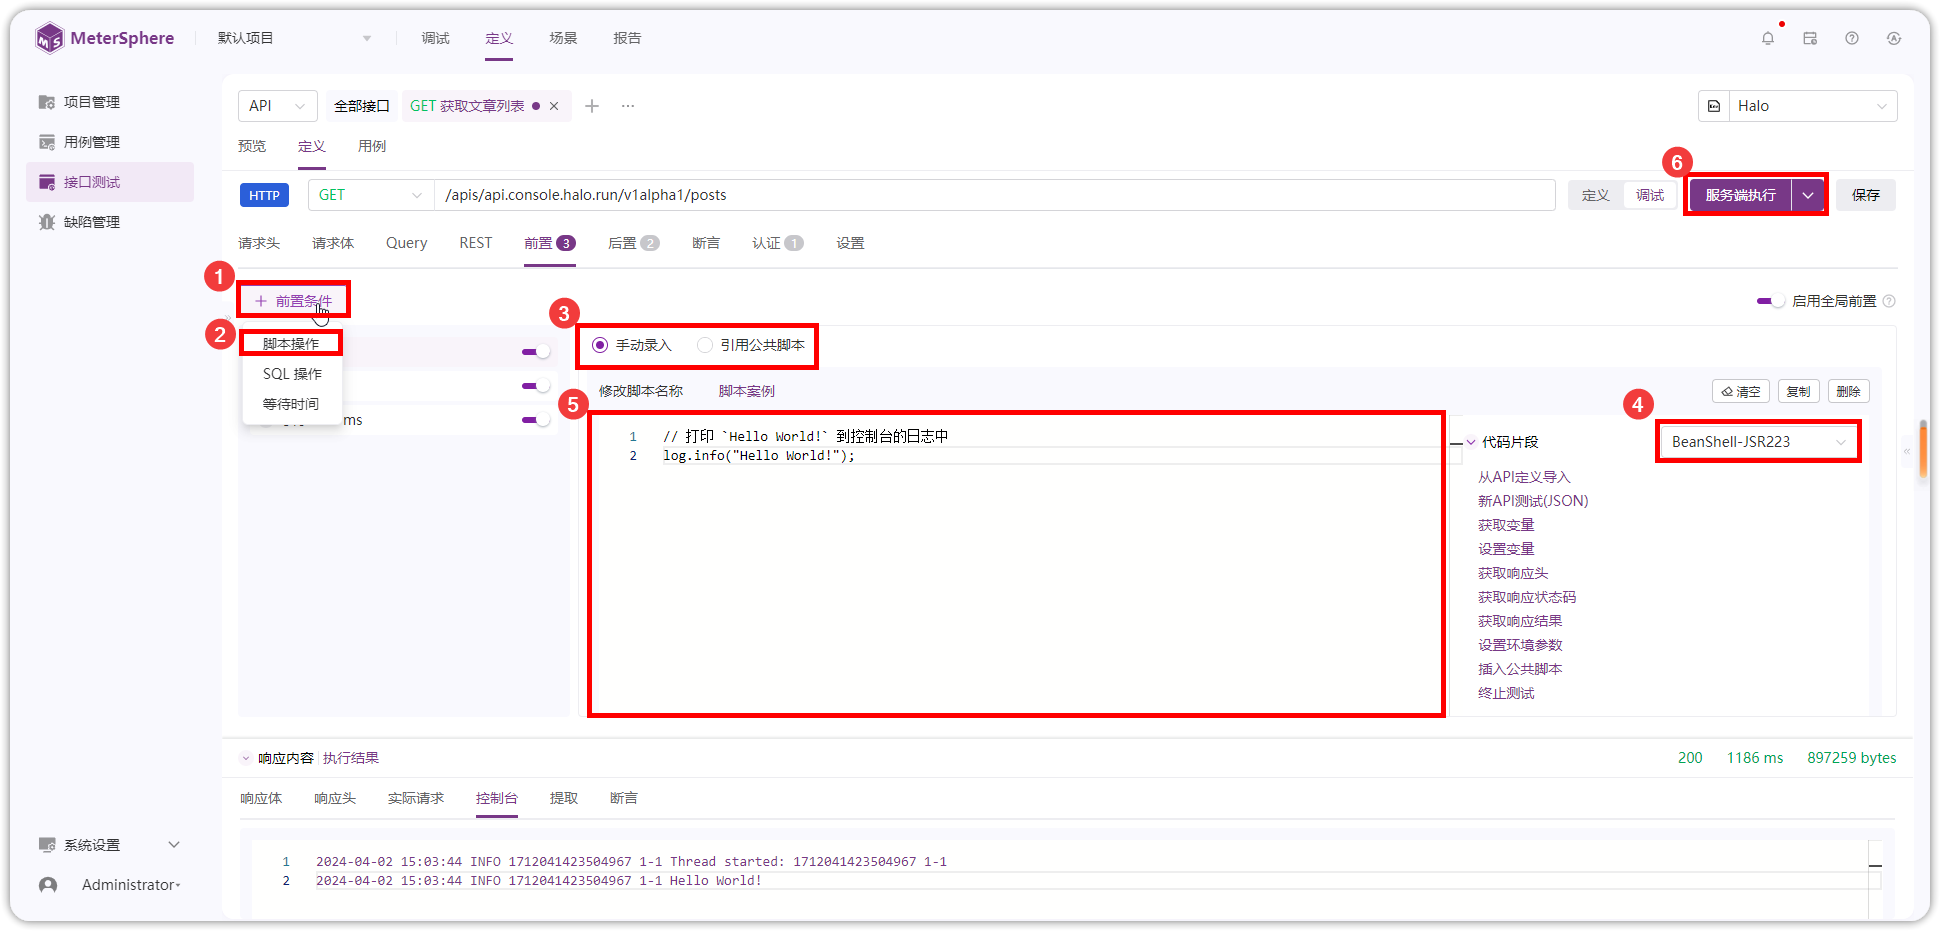 MeterSphere
默认项目
调试
定义
场景
报告
项目管理
用例管理
接口测试
缺陷管理
API
全部接口
GET 获取文章列表
Halo
预览
定义
用例
6
HTTP
GET
/apis/api.console.halo.run/v1alpha1/posts
定义
调试
服务端执行
保存
请求头
请求体
Query
REST
前置 3
后置 2
断言
认证 1
设置
1
前置条件
启用全局前置
2
脚本操作
SQL 操作
等待时间
ms
3
手动录入
引用公共脚本
修改脚本名称
脚本案例
清空
复制
删除
5
4
1 // 打印 `Hello World!` 到控制台的日志中
2 log.info("Hello World!");
代码片段
BeanShell-JSR223
从API定义导入
新API测试(JSON)
获取变量
设置变量
获取响应头
获取响应状态码
获取响应结果
设置环境参数
插入公共脚本
终止测试
响应内容
执行结果
200
1186 ms
897259 bytes
响应体
响应头
实际请求
控制台
提取
断言
1 2024-04-02 15:03:44 INFO 1712041423504967 1-1 Thread started: 1712041423504967 1-1
2 2024-04-02 15:03:44 INFO 1712041423504967 1-1 Hello World!
系统设置
Administrator